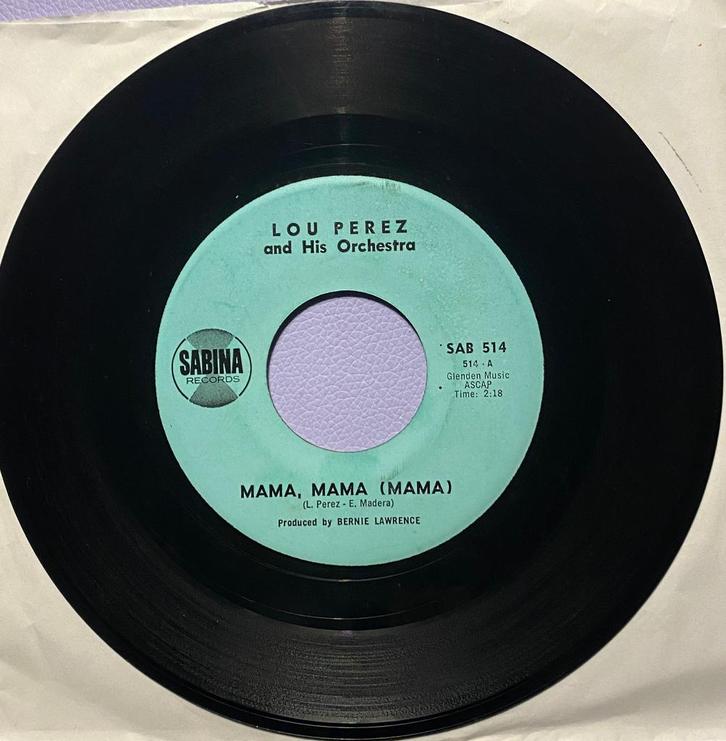 LOU PEREZ
and His Orchestra
SABINA
RECORDS
SAB 514
514 - A
Glenden Music
ASCAP
Time: 2:18
MAMA, MAMA (MAMA)
(L. Perez - E. Madera)
Produced by BERNIE LAWRENCE